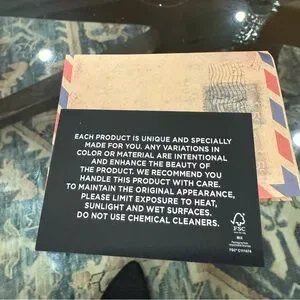 EACH PRODUCT IS UNIQUE AND SPECIALLY
MADE FOR YOU. ANY VARIATIONS IN
COLOR OR MATERIAL ARE INTENTIONAL
AND ENHANCE THE BEAUTY OF
THE PRODUCT. WE RECOMMEND YOU
HANDLE THIS PRODUCT WITH CARE.
TO MAINTAIN THE ORIGINAL APPEARANCE,
PLEASE LIMIT EXPOSURE TO HEAT,
SUNLIGHT AND WET SURFACES.
DO NOT USE CHEMICAL CLEANERS.
FSC
MIX